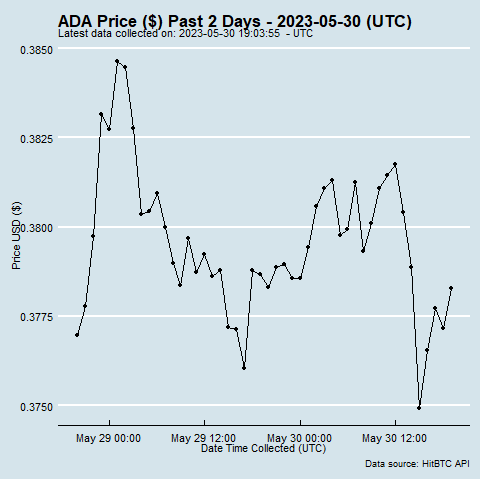 ADA Price ($) Past 2 Days - 2023-05-30 (UTC)
Latest data collected on: 2023-05-30 19:03:55 - UTC
0.3850
0.3825
0.3800
0.3775
0.3750
Price USD ($)
May 29 00:00 May 29 12:00 May 30 00:00 May 30 12:00
Date Time Collected (UTC)
Data source: HitBTC API